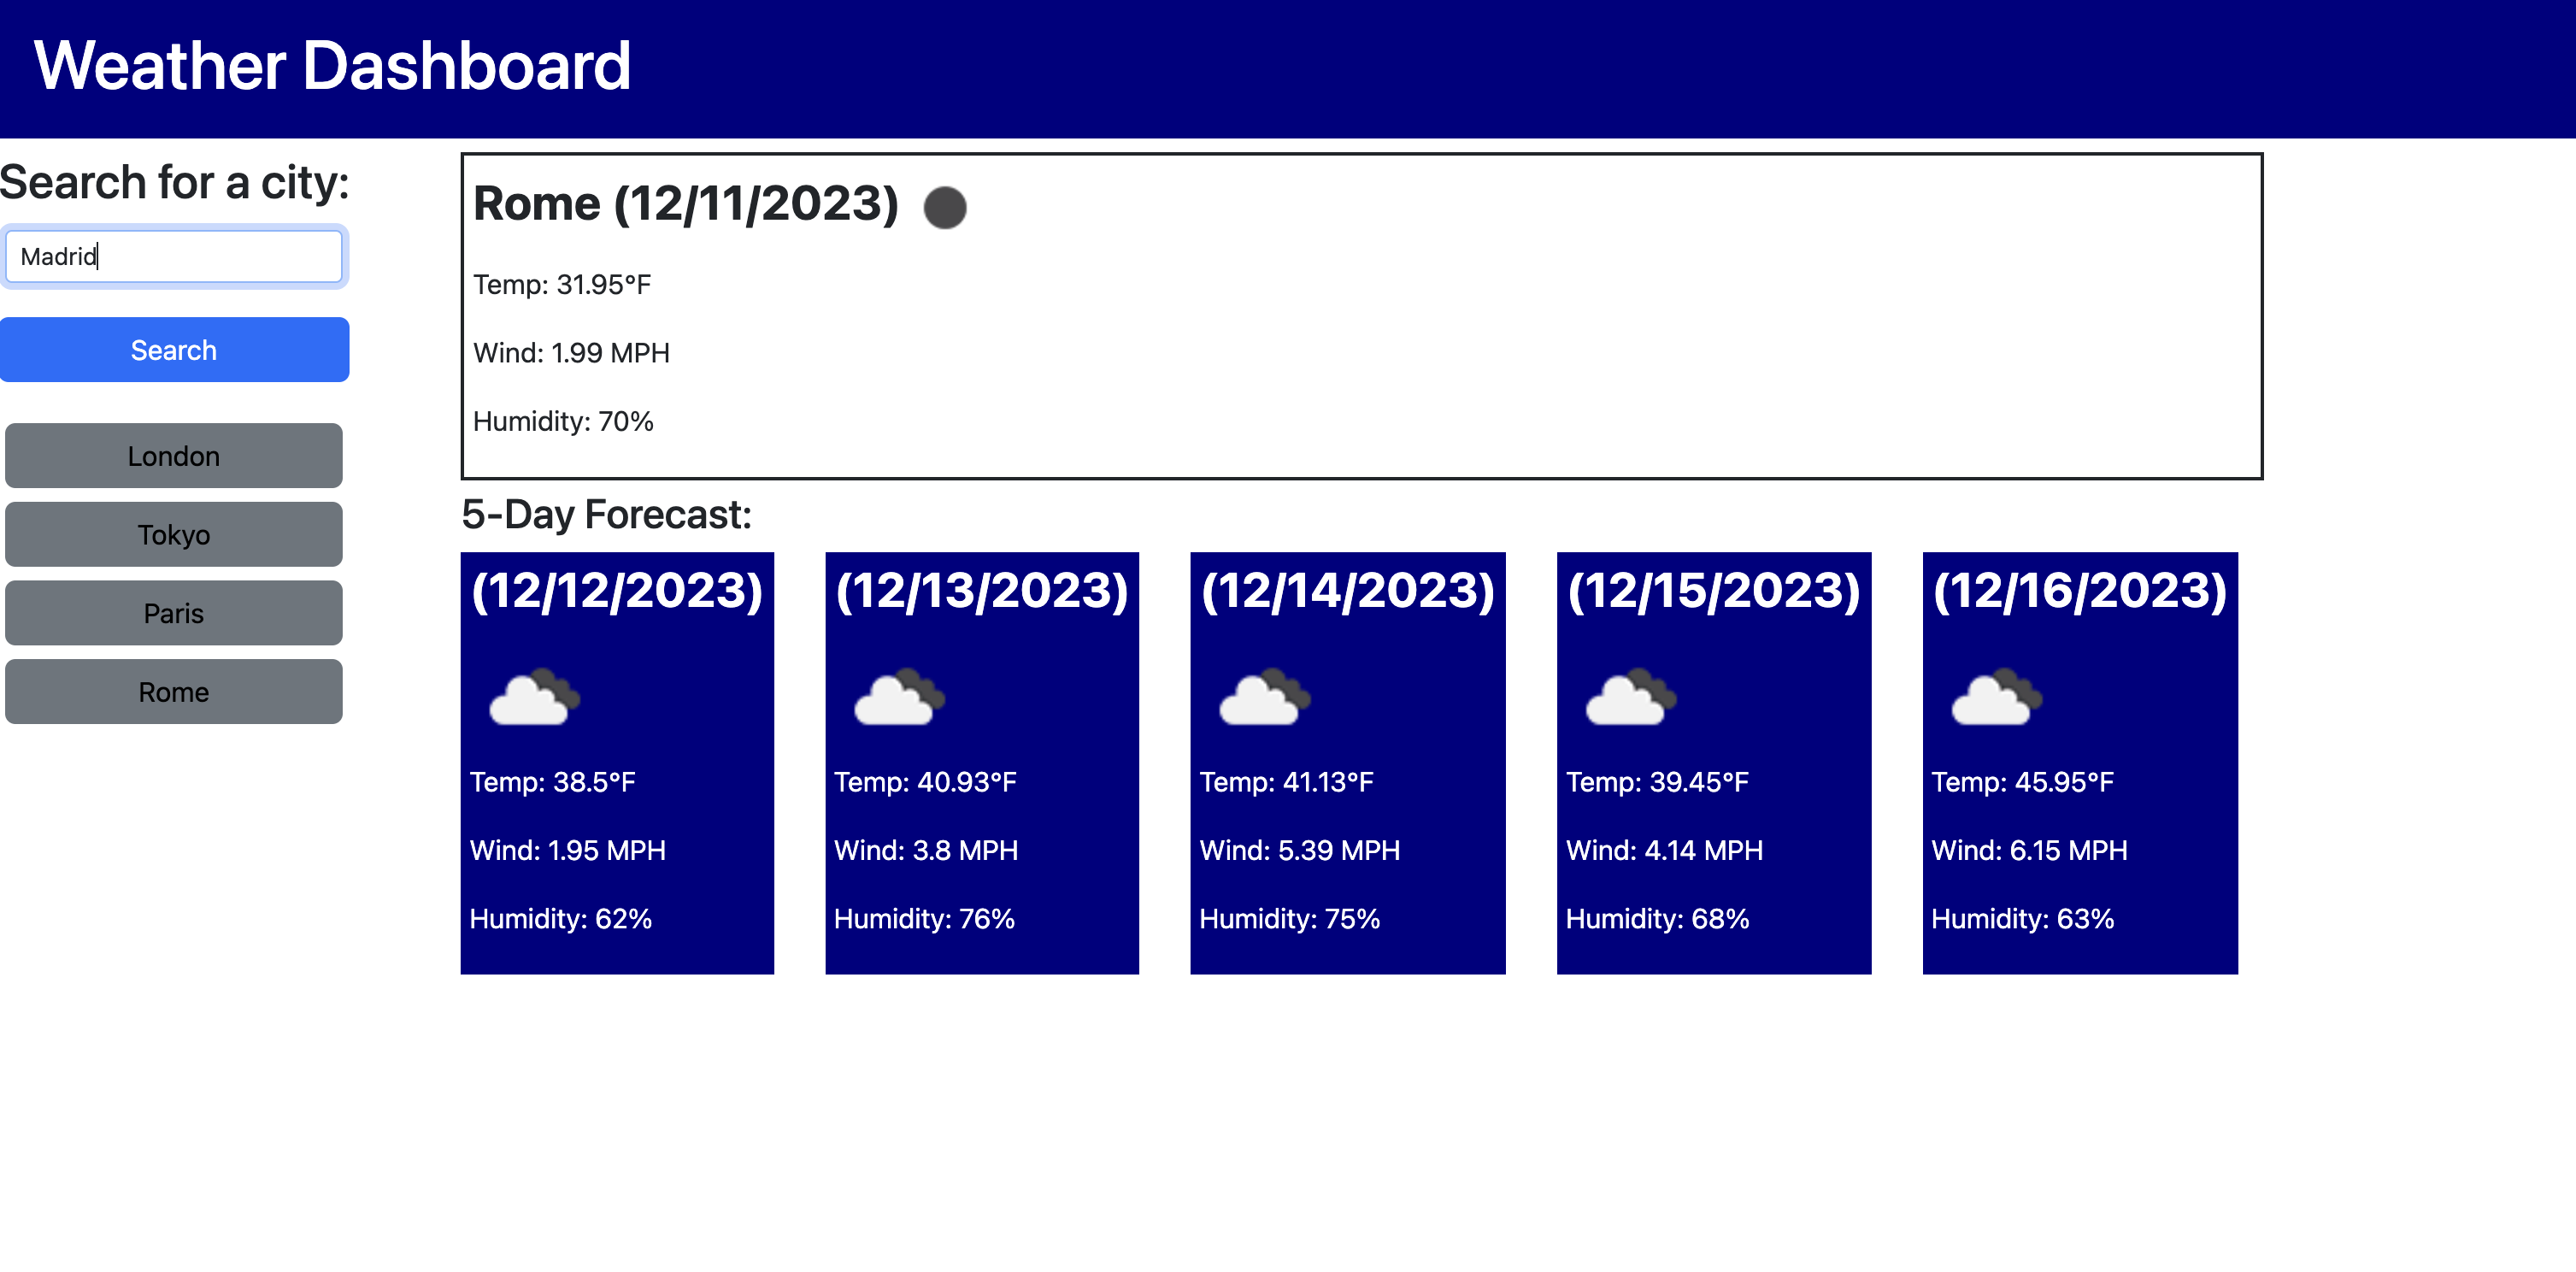 Weather Dashboard
Search for a city:
Madrid
Search
London
Tokyo
Paris
Rome
Rome (12/11/2023)
Temp: 31.95°F
Wind: 1.99 MPH
Humidity: 70%
5-Day Forecast:
(12/12/2023)
Temp: 38.5°F
Wind: 1.95 MPH
Humidity: 62%
(12/13/2023)
Temp: 40.93°F
Wind: 3.8 MPH
Humidity: 76%
(12/14/2023)
Temp: 41.13°F
Wind: 5.39 MPH
Humidity: 75%
(12/15/2023)
Temp: 39.45°F
Wind: 4.14 MPH
Humidity: 68%
(12/16/2023)
Temp: 45.95°F
Wind: 6.15 MPH
Humidity: 63%